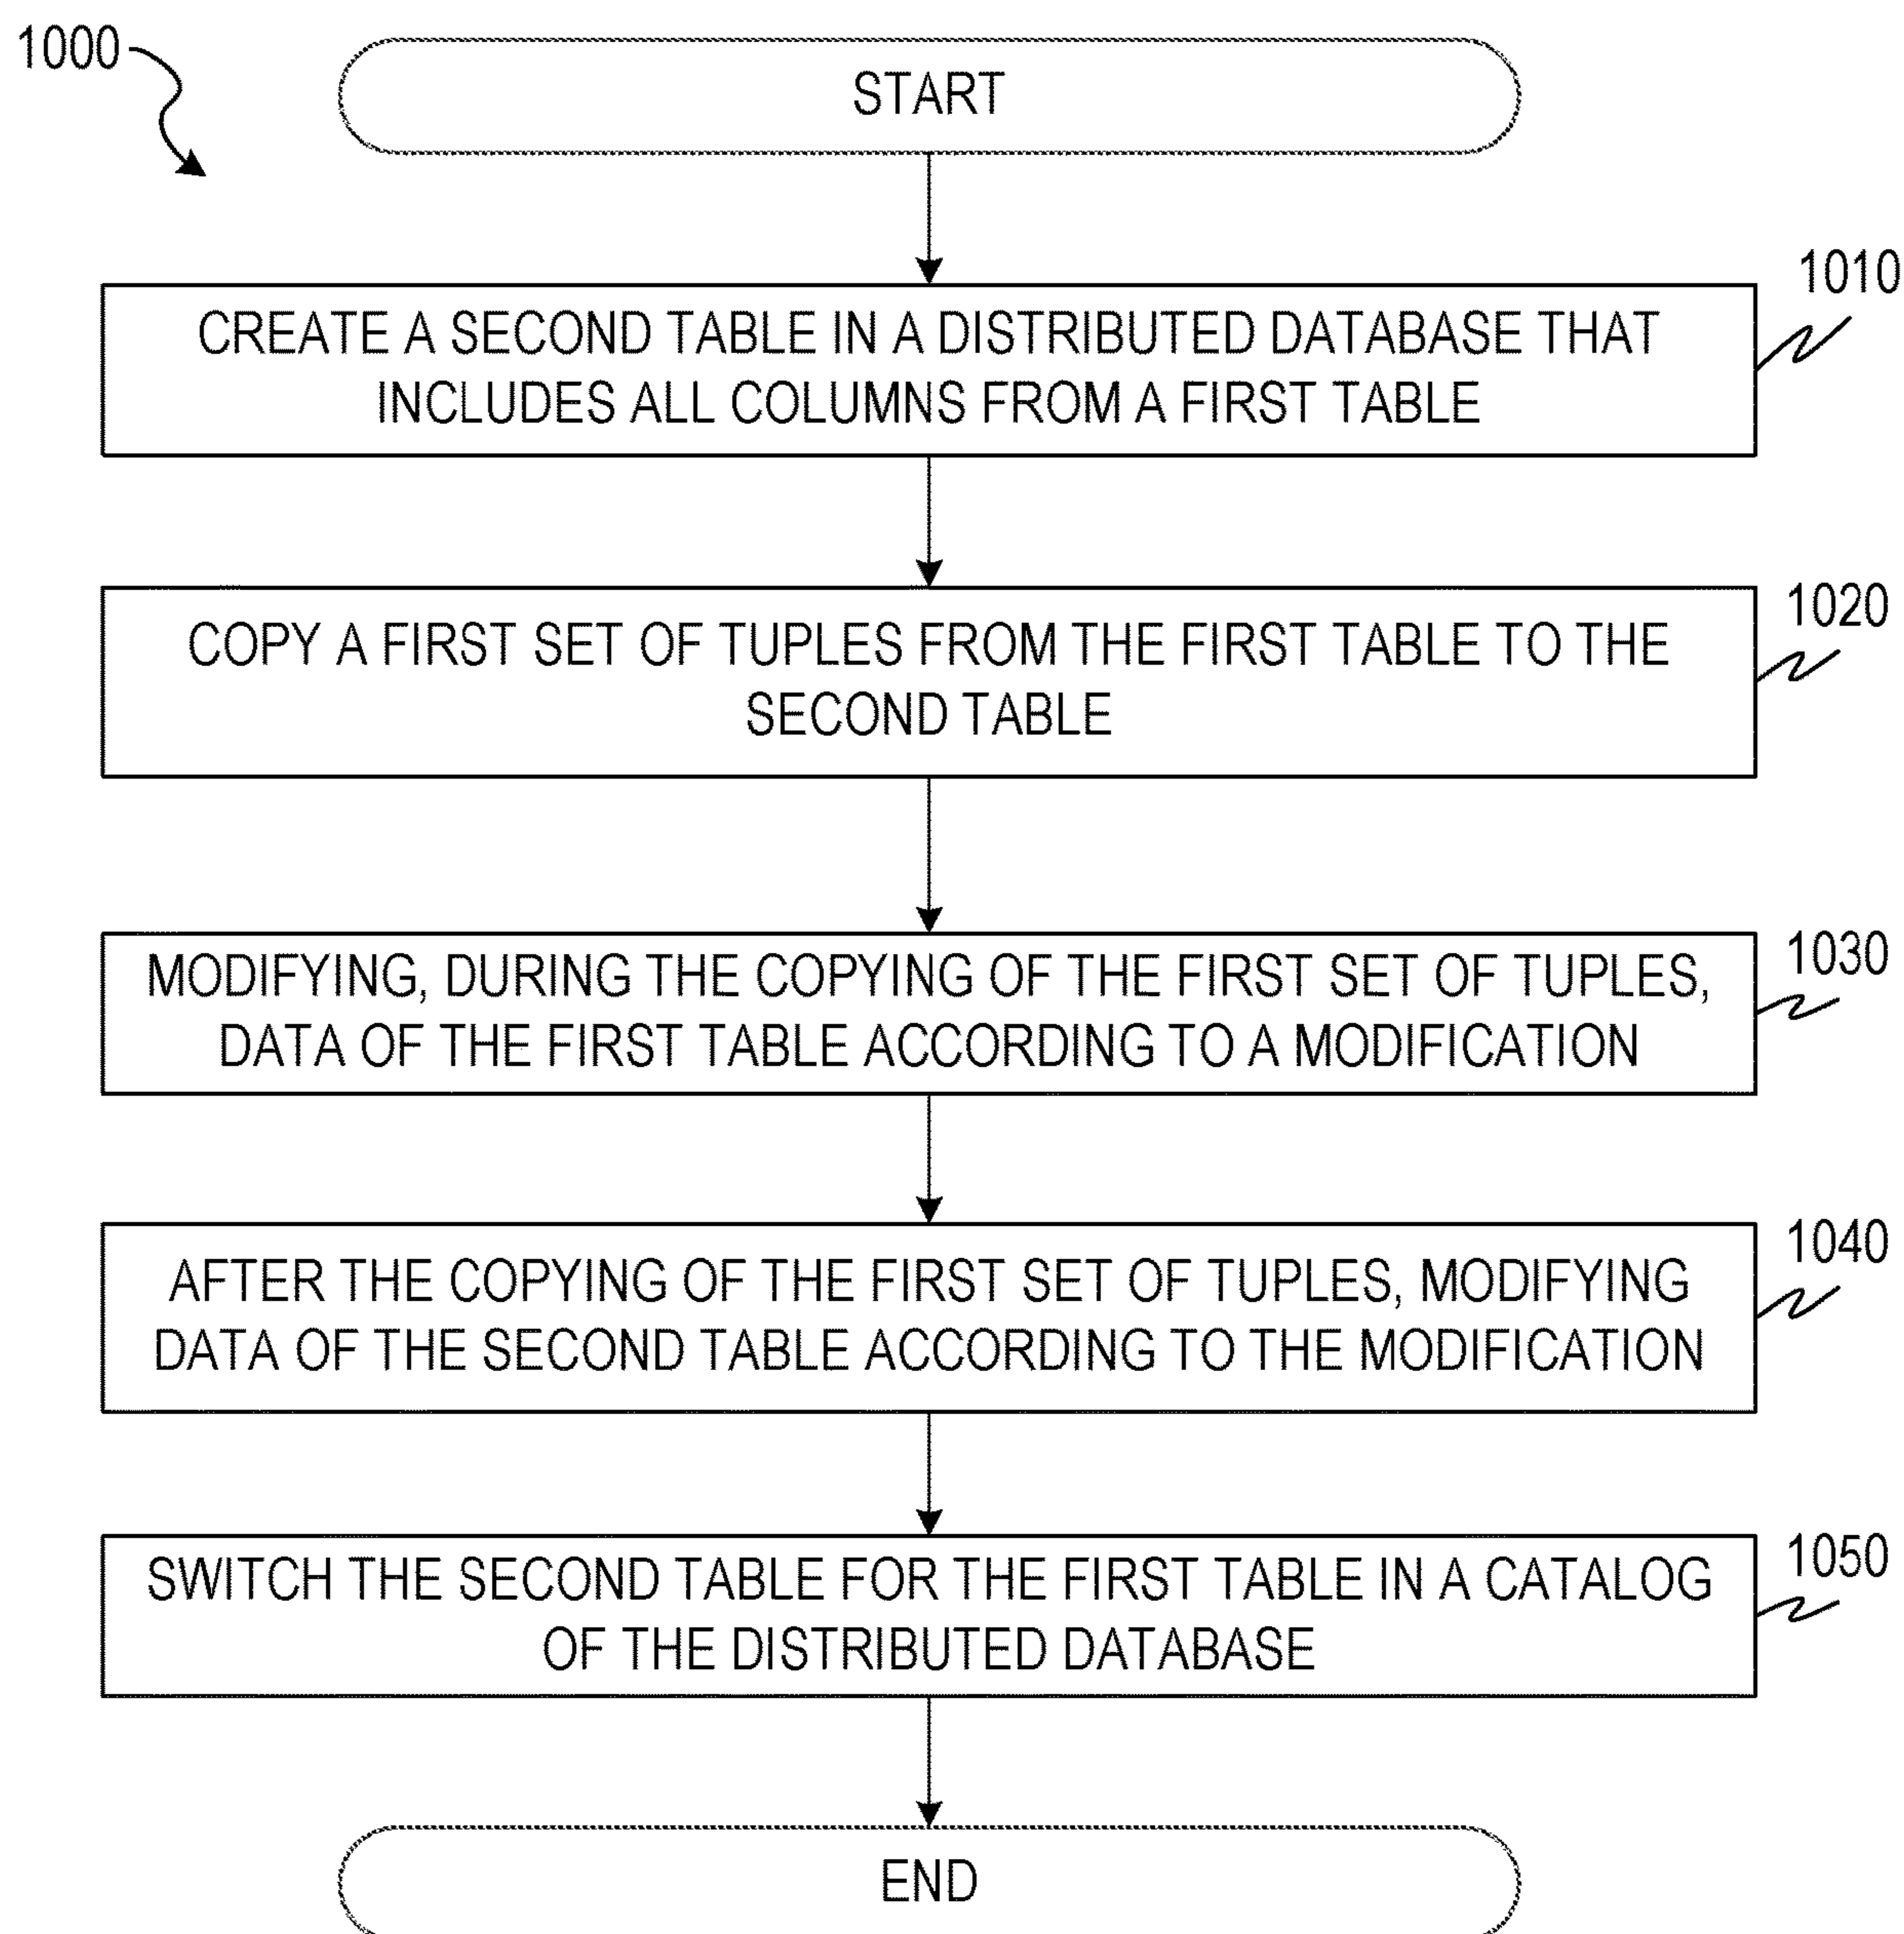 1000
START
1010
CREATE A SECOND TABLE IN A DISTRIBUTED DATABASE THAT
INCLUDES ALL COLUMNS FROM A FIRST TABLE
1020
COPY A FIRST SET OF TUPLES FROM THE FIRST TABLE TO THE
SECOND TABLE
1030
MODIFYING, DURING THE COPYING OF THE FIRST SET OF TUPLES,
DATA OF THE FIRST TABLE ACCORDING TO A MODIFICATION
1040
AFTER THE COPYING OF THE FIRST SET OF TUPLES, MODIFYING
DATA OF THE SECOND TABLE ACCORDING TO THE MODIFICATION
1050
SWITCH THE SECOND TABLE FOR THE FIRST TABLE IN A CATALOG
OF THE DISTRIBUTED DATABASE
END